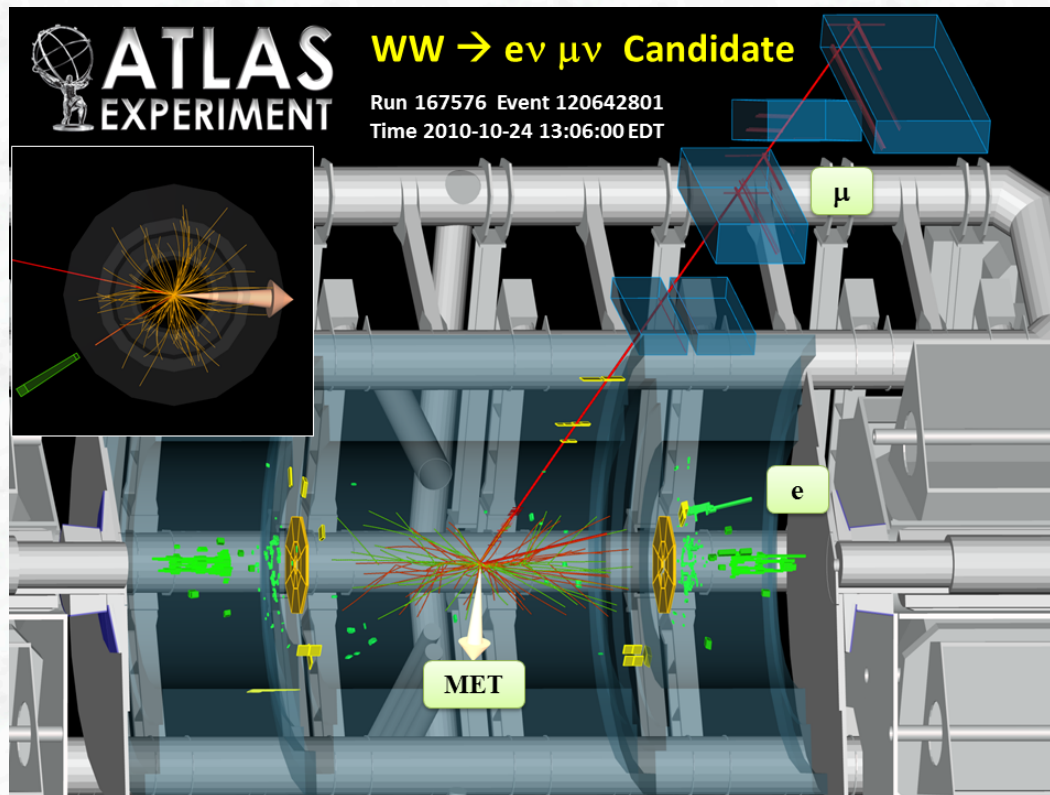 ATLAS
EXPERIMENT
WW → eν μν Candidate
Run 167576 Event 120642801
Time 2010-10-24 13:06:00 EDT
μ
e
MET